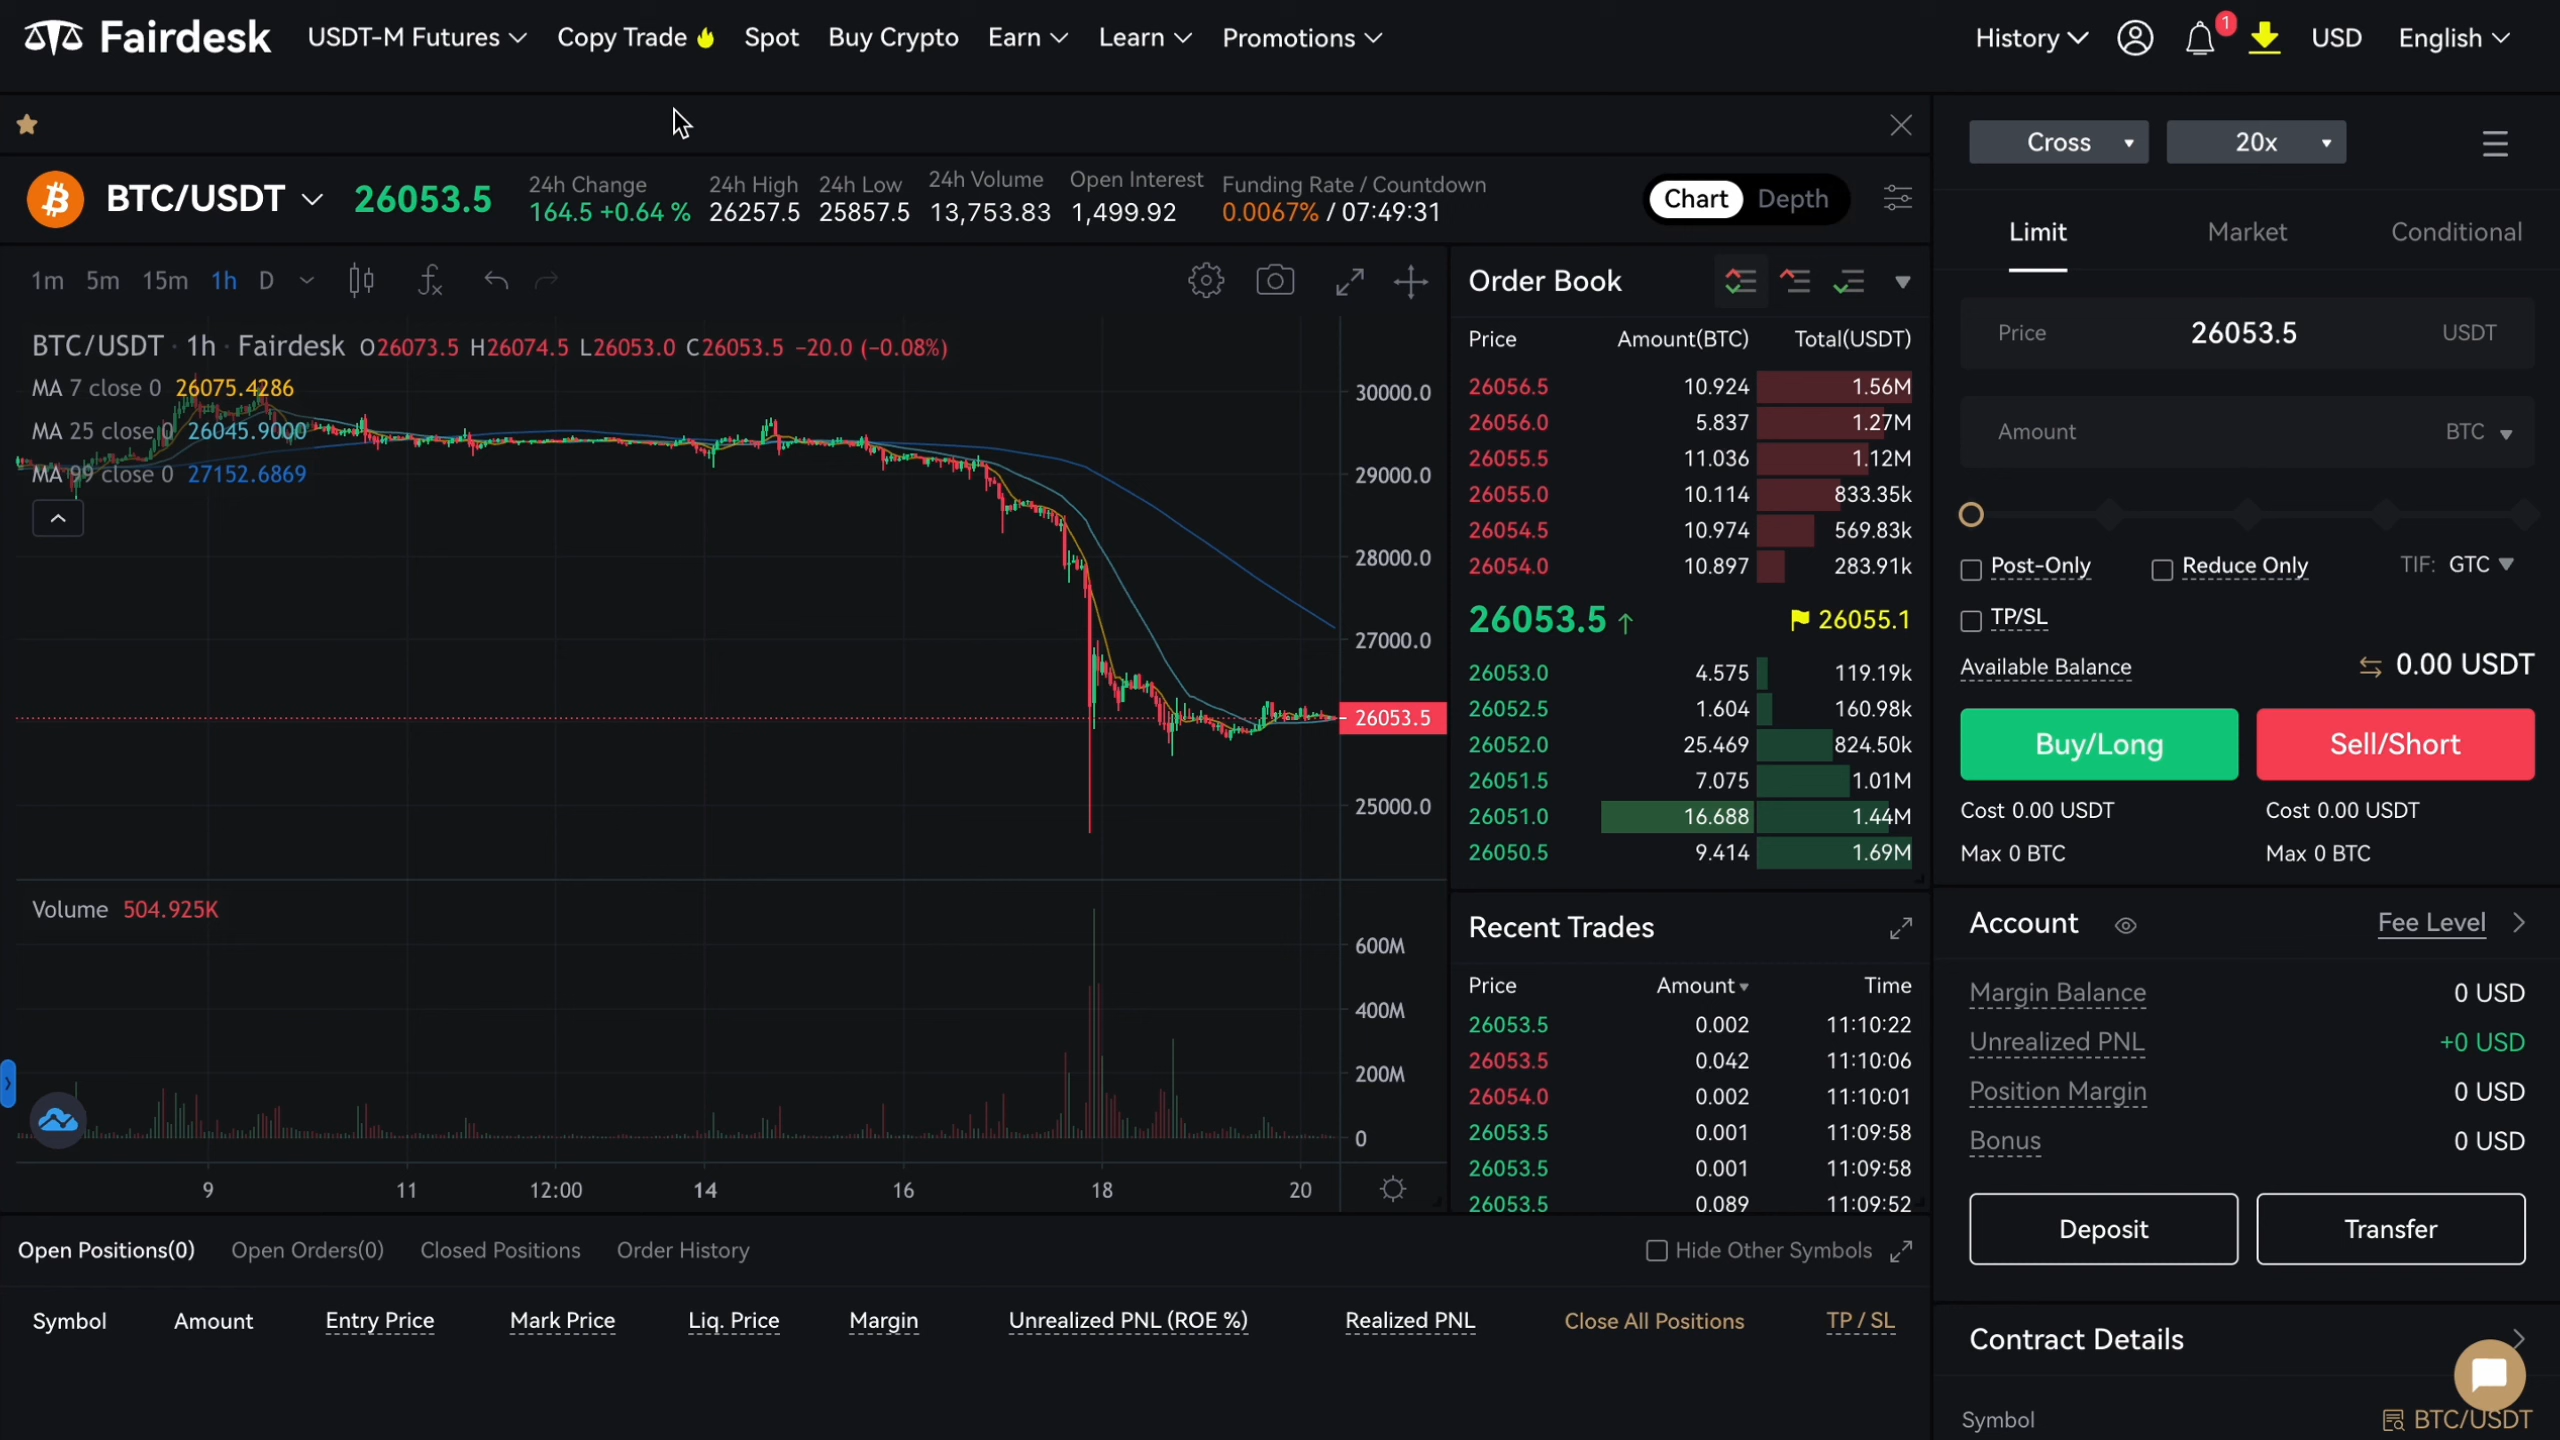 Fairdesk USDT-M Futures Copy Trade Spot Buy Crypto Earn Learn Promotions History 1 USD English
BTC/USDT 26053.5
24h Change 24h High 24h Low 24h Volume Open Interest Funding Rate / Countdown
164.5 +0.64 % 26257.5 25857.5 13,753.83 1,499.92 0.0067% / 07:49:31
Chart Depth
1m 5m 15m 1h D
BTC/USDT · 1h · Fairdesk O26073.5 H26074.5 L26053.0 C26053.5 −20.0 (−0.08%)
MA 7 close 0 26075.4286
MA 25 close 0 26045.9000
MA 99 close 0 27152.6869
30000.0
29000.0
28000.0
27000.0
26053.5
25000.0
Volume 504.925K
600M
400M
200M
0
9 11 12:00 14 16 18 20
Order Book
Price Amount(BTC) Total(USDT)
26056.5 10.924 1.56M
26056.0 5.837 1.27M
26055.5 11.036 1.12M
26055.0 10.114 833.35k
26054.5 10.974 569.83k
26054.0 10.897 283.91k
26053.5 ↑ 26055.1
26053.0 4.575 119.19k
26052.5 1.604 160.98k
26052.0 25.469 824.50k
26051.5 7.075 1.01M
26051.0 16.688 1.44M
26050.5 9.414 1.69M
Recent Trades
Price Amount Time
26053.5 0.002 11:10:22
26053.5 0.042 11:10:06
26054.0 0.002 11:10:01
26053.5 0.001 11:09:58
26053.5 0.001 11:09:58
26053.5 0.089 11:09:52
Cross 20x
Limit Market Conditional
Price 26053.5 USDT
Amount BTC
Post-Only Reduce Only TIF: GTC
TP/SL
Available Balance 0.00 USDT
Buy/Long Sell/Short
Cost 0.00 USDT Cost 0.00 USDT
Max 0 BTC Max 0 BTC
Account Fee Level
Margin Balance 0 USD
Unrealized PNL +0 USD
Position Margin 0 USD
Bonus 0 USD
Deposit Transfer
Contract Details
Symbol BTC/USDT
Open Positions(0) Open Orders(0) Closed Positions Order History Hide Other Symbols
Symbol Amount Entry Price Mark Price Liq. Price Margin Unrealized PNL (ROE %) Realized PNL Close All Positions TP / SL